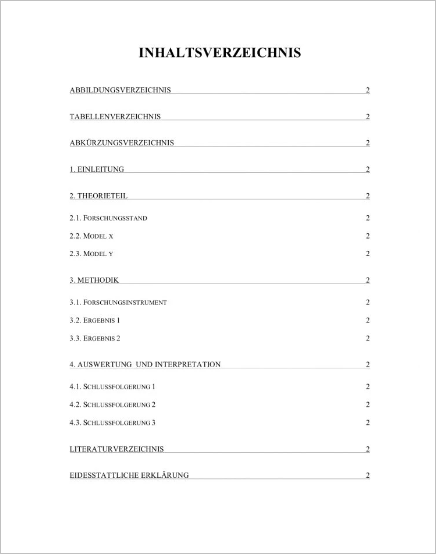 INHALTSVERZEICHNIS
ABBILDUNGSVERZEICHNIS 2
TABELLENVERZEICHNIS 2
ABKÜRZUNGSVERZEICHNIS 2
1. EINLEITUNG 2
2. THEORIETEIL 2
2.1. FORSCHUNGSSTAND 2
2.2. MODEL X 2
2.3. MODEL Y 2
3. METHODIK 2
3.1. FORSCHUNGSINSTRUMENT 2
3.2. ERGEBNIS 1 2
3.3. ERGEBNIS 2 2
4. AUSWERTUNG UND INTERPRETATION 2
4.1. SCHLUSSFOLGERUNG 1 2
4.2. SCHLUSSFOLGERUNG 2 2
4.3. SCHLUSSFOLGERUNG 3 2
LITERATURVERZEICHNIS 2
EIDESSTATTLICHE ERKLÄRUNG 2